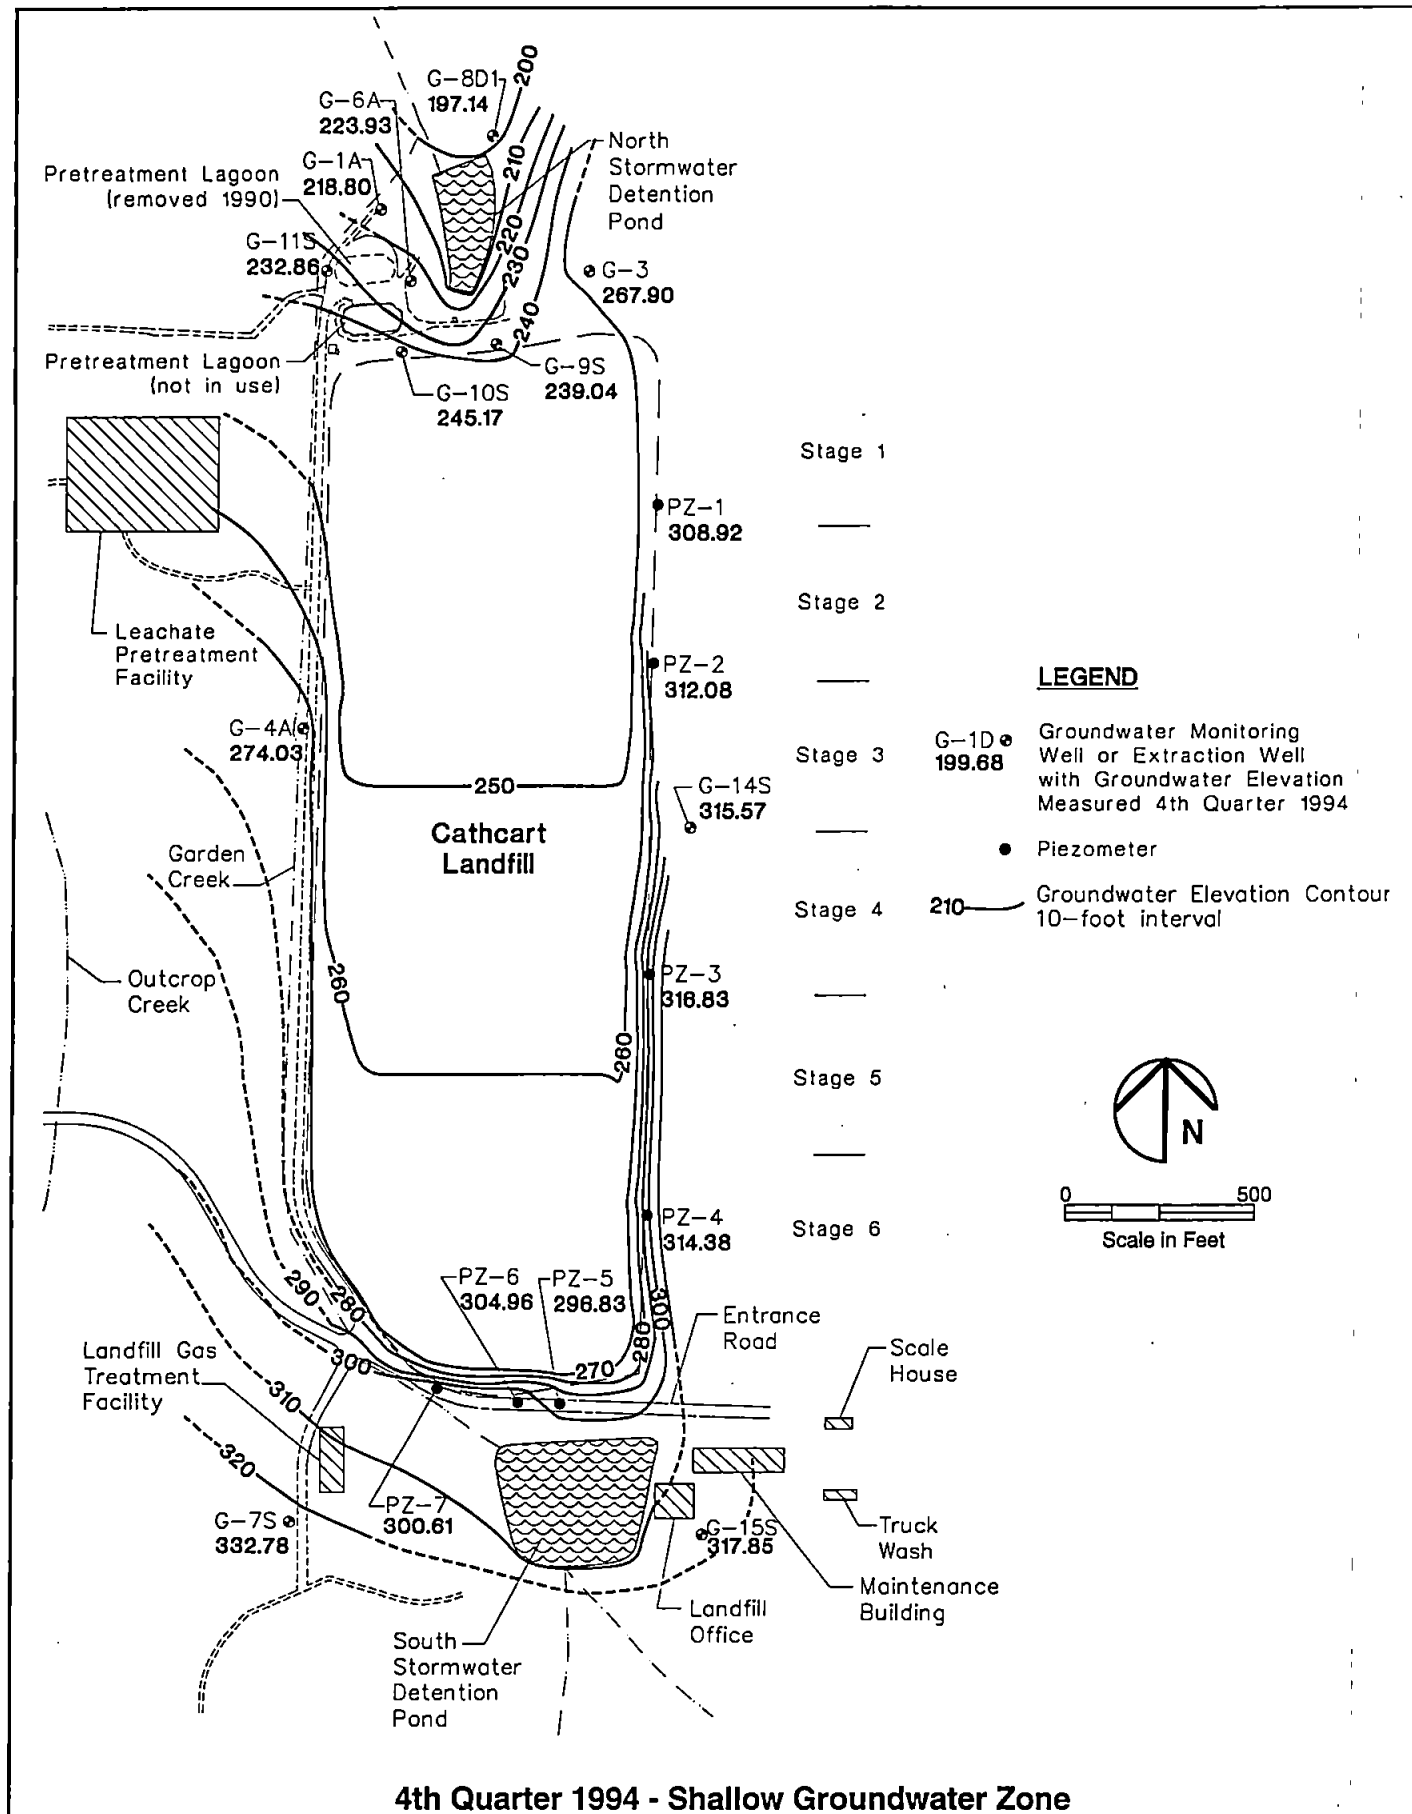 200
G-8D1
197.14
G-6A
223.93
North
Stormwater
Detention
Pond
210
G-1A
218.80
Pretreatment Lagoon
(removed 1990)
220
G-11S
232.86
230
G-3
267.90
240
Pretreatment Lagoon
(not in use)
G-9S
239.04
G-10S
245.17
Stage 1
PZ-1
308.92
Stage 2
Leachate
Pretreatment
Facility
PZ-2
312.08
LEGEND
G-4A
274.03
Stage 3
G-1D
199.68
Groundwater Monitoring
Well or Extraction Well
with Groundwater Elevation
Measured 4th Quarter 1994
250
G-14S
315.57
Cathcart
Landfill
Garden
Creek
Piezometer
Stage 4
210
Groundwater Elevation Contour
10-foot interval
Outcrop
Creek
260
PZ-3
316.83
260
Stage 5
N
0 500
Scale in Feet
PZ-4
314.38
Stage 6
PZ-6
304.96
PZ-5
296.83
290
280
300
Entrance
Road
280
270
300
Landfill Gas
Treatment
Facility
310
Scale
House
320
PZ-7
300.61
G-7S
332.78
G-15S
317.85
Truck
Wash
Maintenance
Building
Landfill
Office
South
Stormwater
Detention
Pond
4th Quarter 1994 - Shallow Groundwater Zone